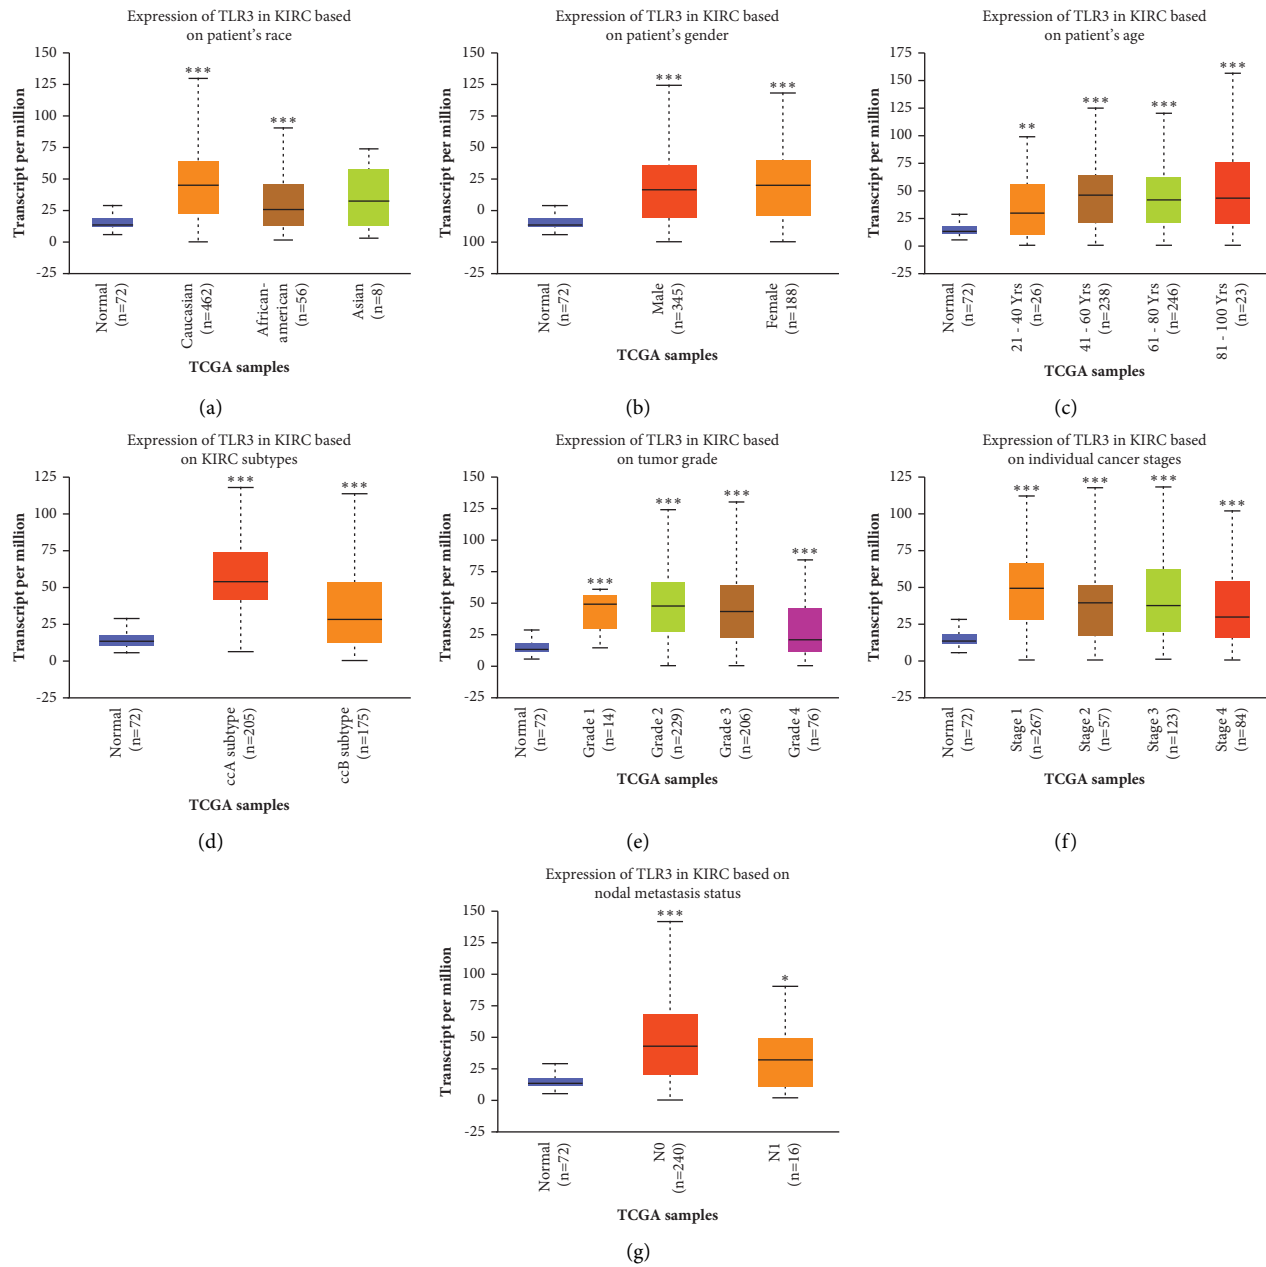 Expression of TLR3 in KIRC based
on patient's race
Transcript per million
150
125
100
75
50
25
0
-25
***
***
Normal
(n=72)
Caucasian
(n=462)
African-
american
(n=56)
Asian
(n=8)
TCGA samples
(a)
Expression of TLR3 in KIRC based
on patient's gender
Transcript per million
150
125
100
75
50
25
0
100
25
***
***
Normal
(n=72)
Male
(n=345)
Female
(n=188)
TCGA samples
(b)
Expression of TLR3 in KIRC based
on patient's age
Transcript per million
175
150
125
100
75
50
25
0
-25
**
***
***
***
Normal
(n=72)
21 - 40 Yrs
(n=26)
41 - 60 Yrs
(n=238)
61 - 80 Yrs
(n=246)
81 - 100 Yrs
(n=23)
TCGA samples
(c)
Expression of TLR3 in KIRC based
on KIRC subtypes
Transcript per million
125
100
75
50
25
0
-25
***
***
Normal
(n=72)
ccA subtype
(n=205)
ccB subtype
(n=175)
TCGA samples
(d)
Expression of TLR3 in KIRC based
on tumor grade
Transcript per million
150
125
100
75
50
25
0
-25
***
***
***
***
Normal
(n=72)
Grade 1
(n=14)
Grade 2
(n=229)
Grade 3
(n=206)
Grade 4
(n=76)
TCGA samples
(e)
Expression of TLR3 in KIRC based
on individual cancer stages
Transcript per million
125
100
75
50
25
0
-25
***
***
***
***
Normal
(n=72)
Stage 1
(n=267)
Stage 2
(n=57)
Stage 3
(n=123)
Stage 4
(n=84)
TCGA samples
(f)
Expression of TLR3 in KIRC based on
nodal metastasis status
Transcript per million
150
125
100
75
50
25
0
-25
***
*
Normal
(n=72)
N0
(n=240)
N1
(n=16)
TCGA samples
(g)